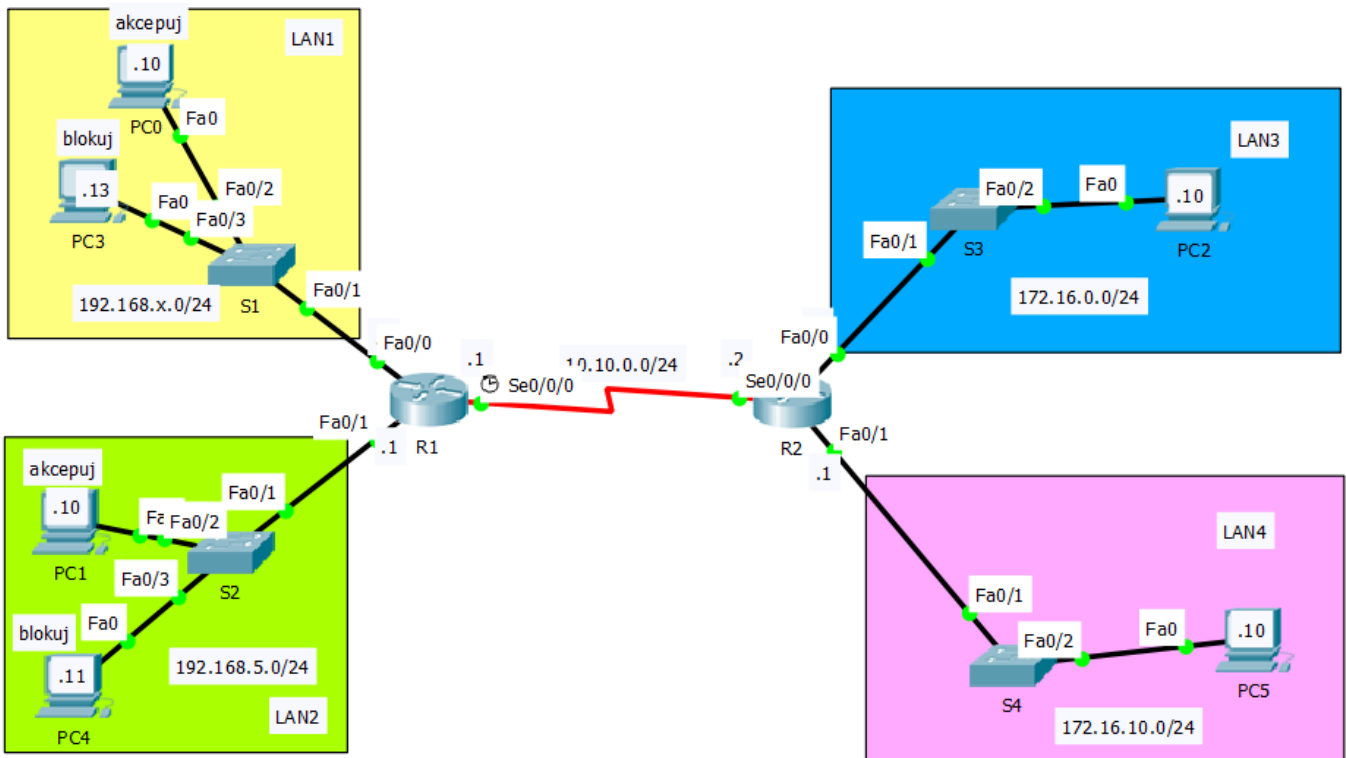 akcepuj
LAN1
.10
PC0
Fa0
blokuj
.13
PC3
Fa0
Fa0/2
Fa0/3
192.168.x.0/24
S1
Fa0/1
Fa0/0
.1
Se0/0/0
R1
10.10.0.0/24
.2
Se0/0/0
R2
Fa0/0
Fa0/1
.1
LAN3
Fa0/2
Fa0
.10
PC2
S3
Fa0/1
172.16.0.0/24
Fa0/1
.1
akcepuj
.10
PC1
Fa0/2
Fa0/1
S2
Fa0/3
blokuj
Fa0
.11
PC4
192.168.5.0/24
LAN2
LAN4
Fa0/1
Fa0/2
Fa0
.10
PC5
S4
172.16.10.0/24